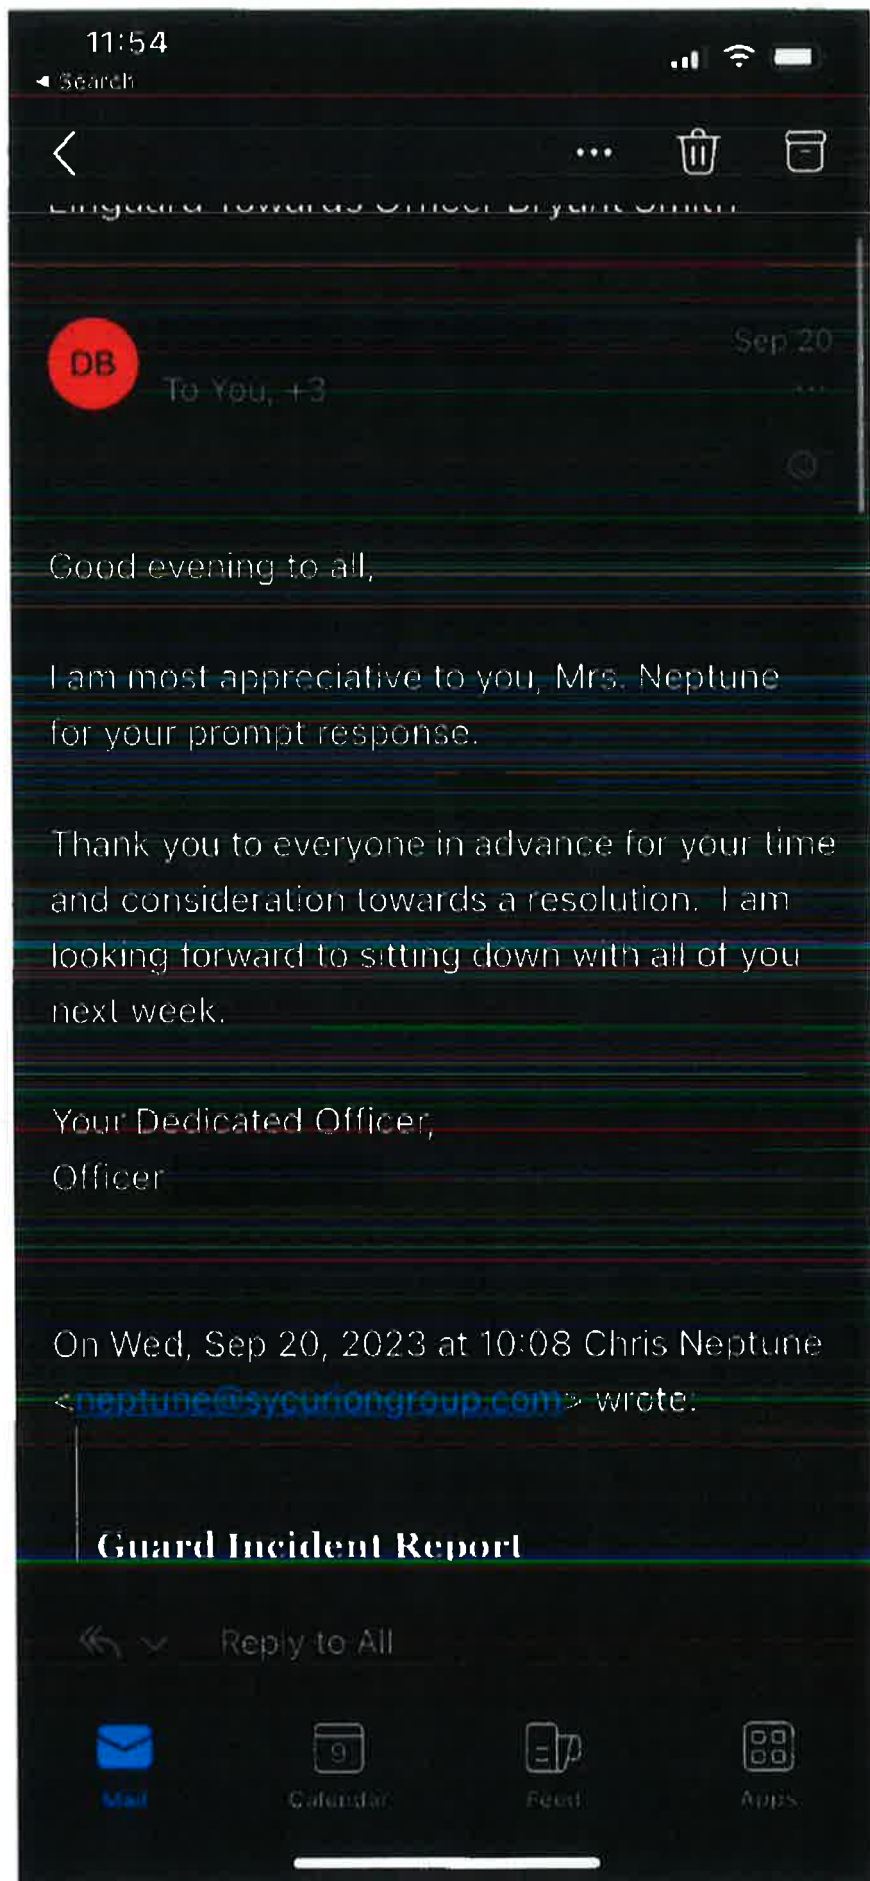 11:54
Search
Towards Officer Bryant Smith
DB
Sep 20
To You, +3
Good evening to all,
I am most appreciative to you, Mrs. Neptune
for your prompt response.
Thank you to everyone in advance for your time
and consideration towards a resolution. I am
looking forward to sitting down with all of you
next week.
Your Dedicated Officer,
Officer
On Wed, Sep 20, 2023 at 10:08 Chris Neptune
<neptune@sycuriongroup.com> wrote:
Guard Incident Report
Reply to All
9
Mail
Calendar
Feed
Apps